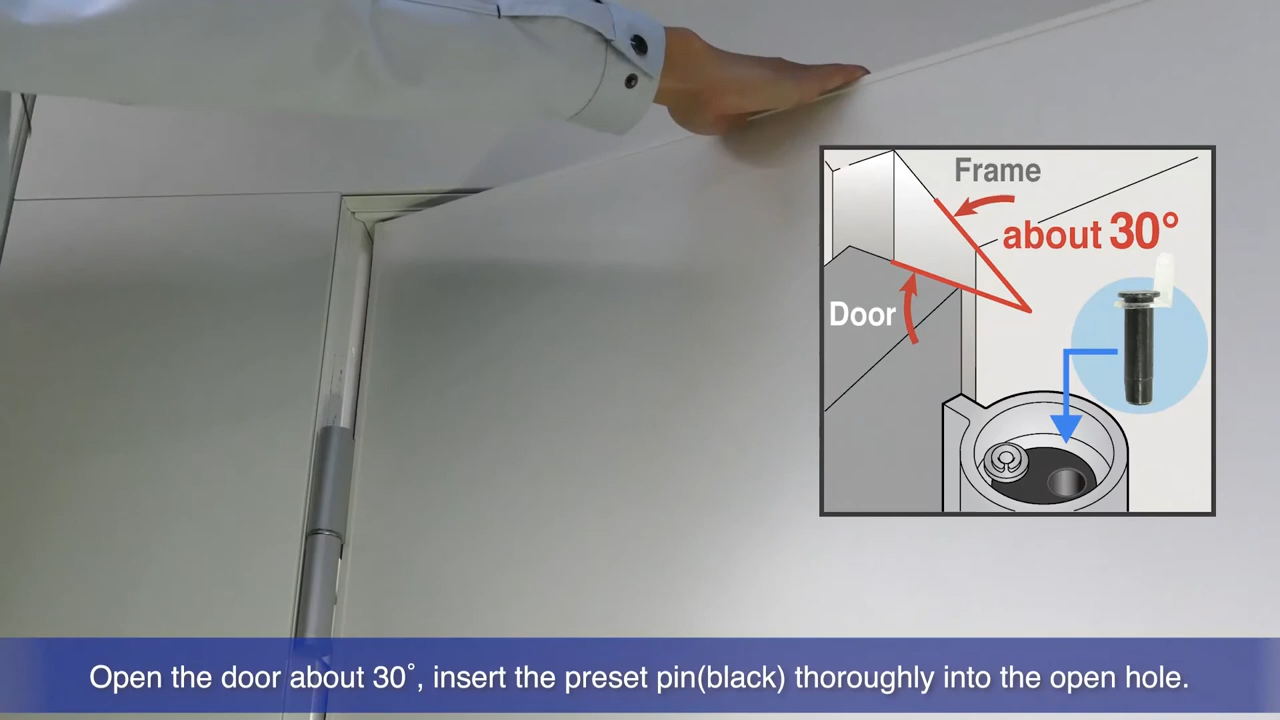 Frame
about 30°
Door
Open the door about 30˚, insert the preset pin(black) thoroughly into the open hole.